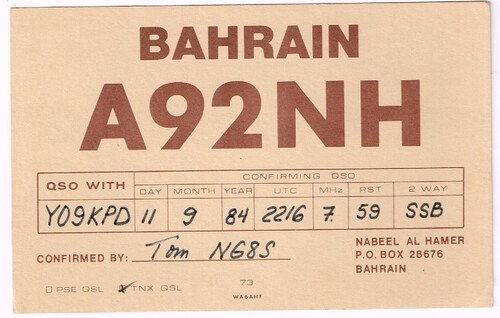 BAHRAIN
A92NH
CONFIRMING QSO
QSO WITH DAY MONTH YEAR UTC MHz RST 2 WAY
YO9KPD 11 9 84 2216 7 59 SSB
CONFIRMED BY: Tom NG8S
NABEEL AL HAMER
P.O. BOX 28676
BAHRAIN
PSE QSL TNX QSL 73
WA6AHF